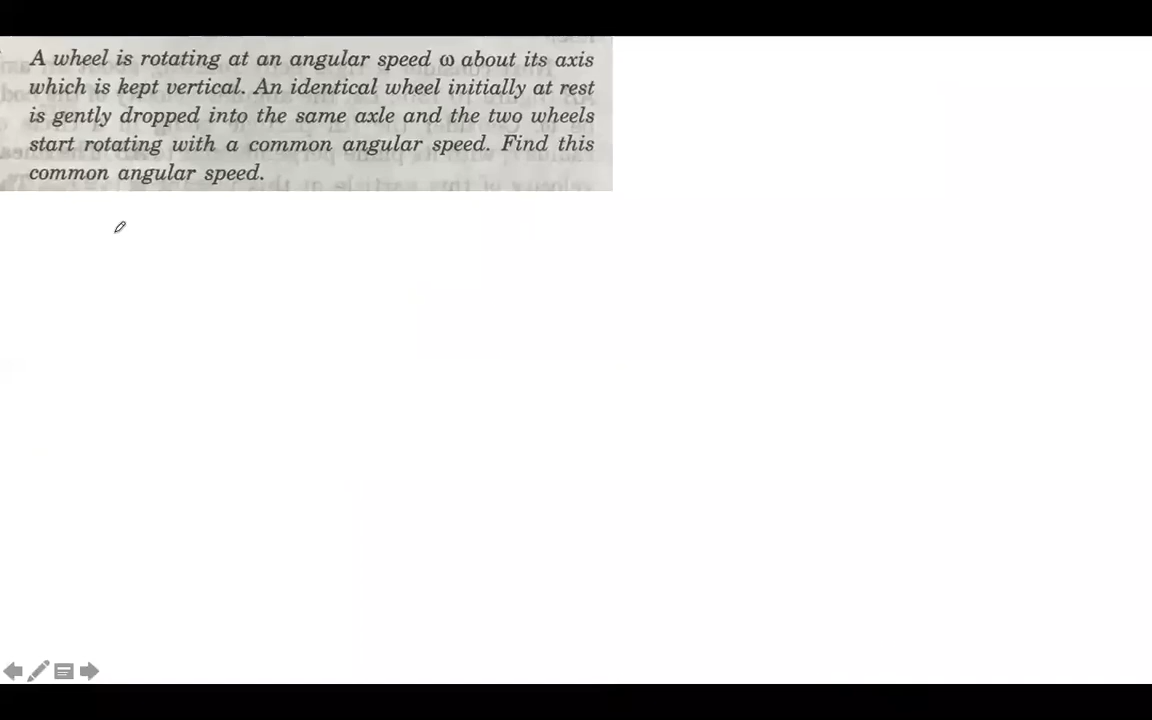 A wheel is rotating at an angular speed ω about its axis
which is kept vertical. An identical wheel initially at rest
is gently dropped into the same axle and the two wheels
start rotating with a common angular speed. Find this
common angular speed.